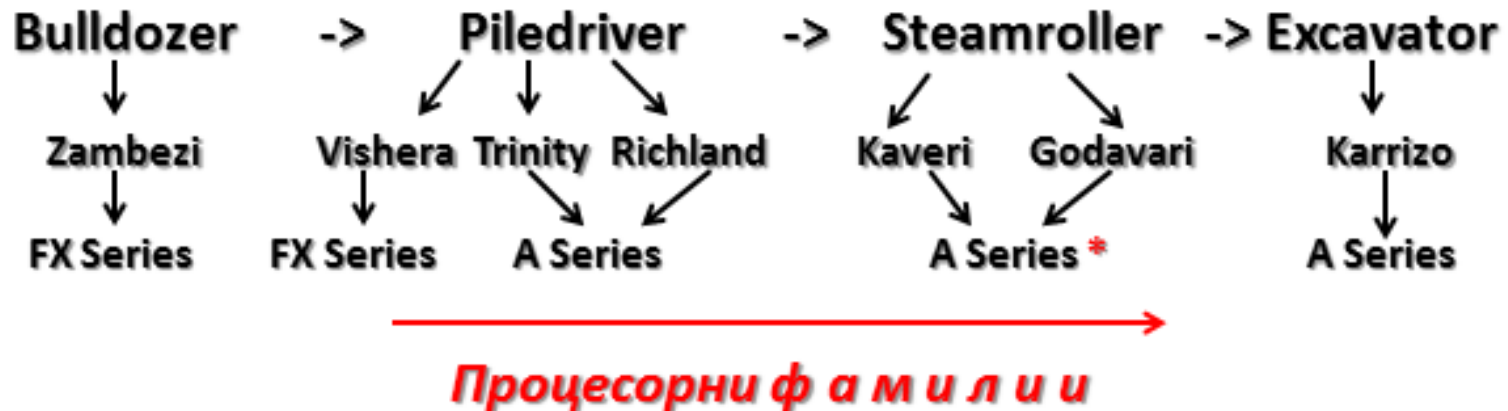 Bulldozer -> Piledriver -> Steamroller -> Excavator
Zambezi Vishera Trinity Richland Kaveri Godavari Karrizo
FX Series FX Series A Series A Series * A Series
Процесорни ф а м и л и и